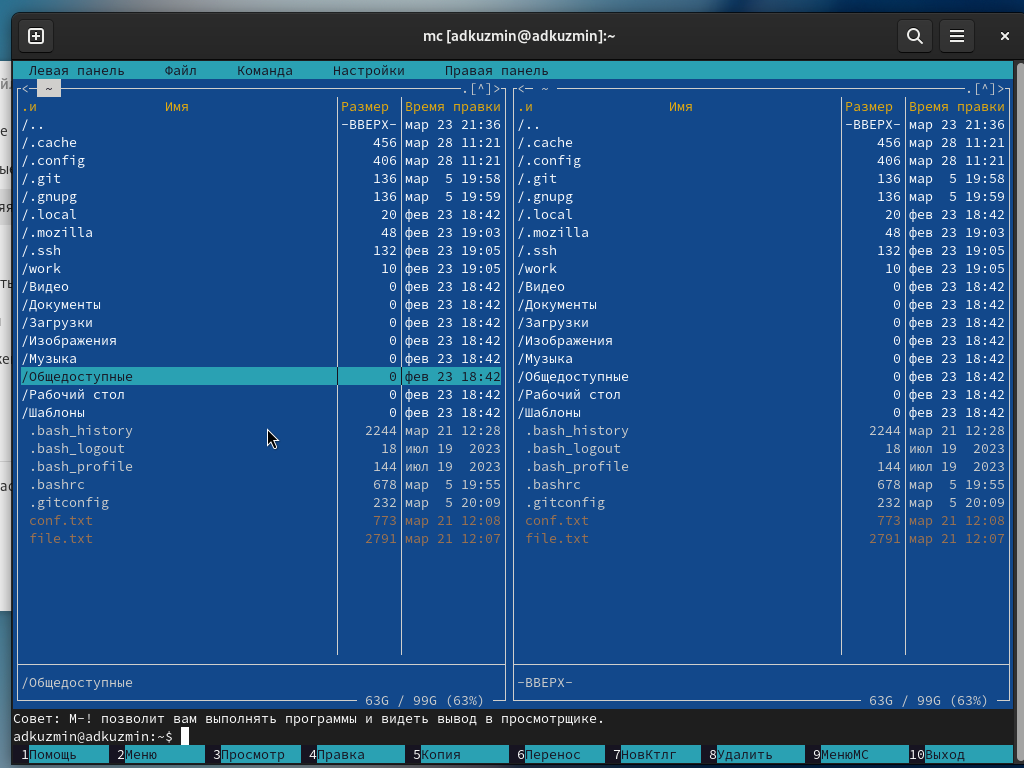 mc [adkuzmin@adkuzmin]:~
Левая панель Файл Команда Настройки Правая панель
<─ ~ .[^]> <─ ~ .[^]>
.и Имя Размер Время правки .и Имя Размер Время правки
/.. -ВВЕРХ- мар 23 21:36 /.. -ВВЕРХ- мар 23 21:36
/.cache 456 мар 28 11:21 /.cache 456 мар 28 11:21
/.config 406 мар 28 11:21 /.config 406 мар 28 11:21
/.git 136 мар 5 19:58 /.git 136 мар 5 19:58
/.gnupg 136 мар 5 19:59 /.gnupg 136 мар 5 19:59
/.local 20 фев 23 18:42 /.local 20 фев 23 18:42
/.mozilla 48 фев 23 19:03 /.mozilla 48 фев 23 19:03
/.ssh 132 фев 23 19:05 /.ssh 132 фев 23 19:05
/work 10 фев 23 19:05 /work 10 фев 23 19:05
/Видео 0 фев 23 18:42 /Видео 0 фев 23 18:42
/Документы 0 фев 23 18:42 /Документы 0 фев 23 18:42
/Загрузки 0 фев 23 18:42 /Загрузки 0 фев 23 18:42
/Изображения 0 фев 23 18:42 /Изображения 0 фев 23 18:42
/Музыка 0 фев 23 18:42 /Музыка 0 фев 23 18:42
/Общедоступные 0 фев 23 18:42 /Общедоступные 0 фев 23 18:42
/Рабочий стол 0 фев 23 18:42 /Рабочий стол 0 фев 23 18:42
/Шаблоны 0 фев 23 18:42 /Шаблоны 0 фев 23 18:42
.bash_history 2244 мар 21 12:28 .bash_history 2244 мар 21 12:28
.bash_logout 18 июл 19 2023 .bash_logout 18 июл 19 2023
.bash_profile 144 июл 19 2023 .bash_profile 144 июл 19 2023
.bashrc 678 мар 5 19:55 .bashrc 678 мар 5 19:55
.gitconfig 232 мар 5 20:09 .gitconfig 232 мар 5 20:09
conf.txt 773 мар 21 12:08 conf.txt 773 мар 21 12:08
file.txt 2791 мар 21 12:07 file.txt 2791 мар 21 12:07
/Общедоступные -ВВЕРХ-
63G / 99G (63%) 63G / 99G (63%)
Совет: M-! позволит вам выполнять программы и видеть вывод в просмотрщике.
adkuzmin@adkuzmin:~$
1Помощь 2Меню 3Просмотр 4Правка 5Копия 6Перенос 7НовКтлг 8Удалить 9МенюМС 10Выход